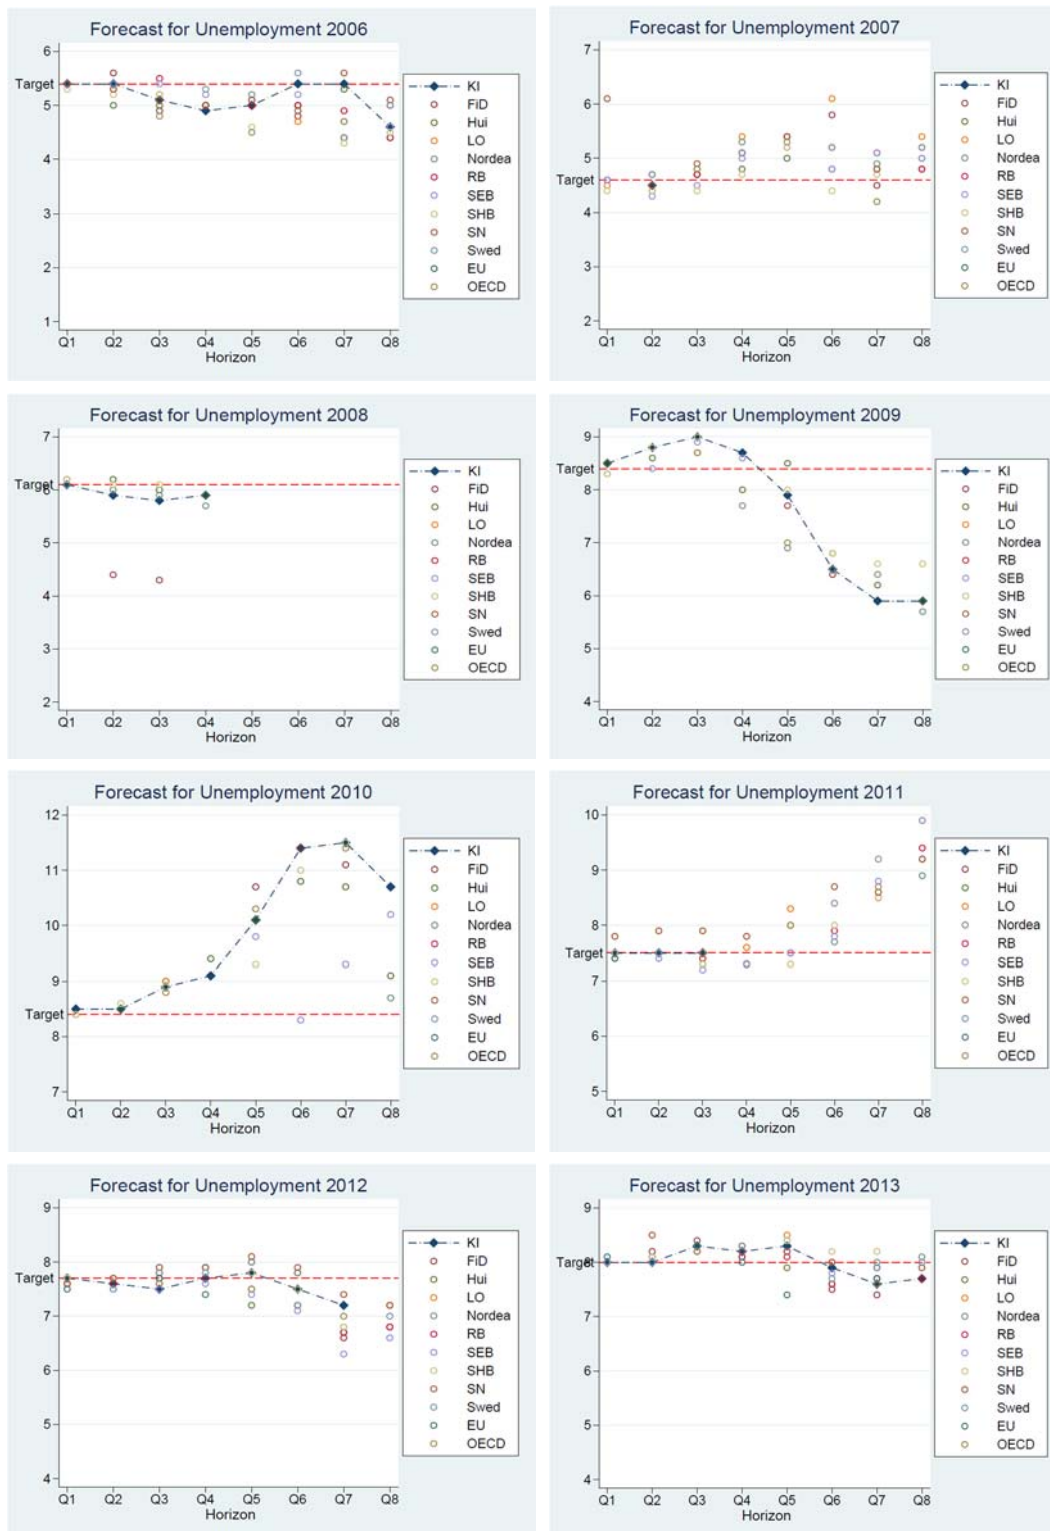 Forecast for Unemployment 2006
6
Target
5
4
3
2
1
Q1 Q2 Q3 Q4 Q5 Q6 Q7 Q8
Horizon
KI
FiD
Hui
LO
Nordea
RB
SEB
SHB
SN
Swed
EU
OECD
Forecast for Unemployment 2007
7
6
5
Target
4
3
2
Q1 Q2 Q3 Q4 Q5 Q6 Q7 Q8
Horizon
KI
FiD
Hui
LO
Nordea
RB
SEB
SHB
SN
Swed
EU
OECD
Forecast for Unemployment 2008
7
Target
6
5
4
3
2
Q1 Q2 Q3 Q4 Q5 Q6 Q7 Q8
Horizon
KI
FiD
Hui
LO
Nordea
RB
SEB
SHB
SN
Swed
EU
OECD
Forecast for Unemployment 2009
9
Target
8
7
6
5
4
Q1 Q2 Q3 Q4 Q5 Q6 Q7 Q8
Horizon
KI
FiD
Hui
LO
Nordea
RB
SEB
SHB
SN
Swed
EU
OECD
Forecast for Unemployment 2010
12
11
10
9
Target
8
7
Q1 Q2 Q3 Q4 Q5 Q6 Q7 Q8
Horizon
KI
FiD
Hui
LO
Nordea
RB
SEB
SHB
SN
Swed
EU
OECD
Forecast for Unemployment 2011
10
9
8
Target
7
6
5
Q1 Q2 Q3 Q4 Q5 Q6 Q7 Q8
Horizon
KI
FiD
Hui
LO
Nordea
RB
SEB
SHB
SN
Swed
EU
OECD
Forecast for Unemployment 2012
9
8
Target
7
6
5
4
Q1 Q2 Q3 Q4 Q5 Q6 Q7 Q8
Horizon
KI
FiD
Hui
LO
Nordea
RB
SEB
SHB
SN
Swed
EU
OECD
Forecast for Unemployment 2013
9
Target
8
7
6
5
4
Q1 Q2 Q3 Q4 Q5 Q6 Q7 Q8
Horizon
KI
FiD
Hui
LO
Nordea
RB
SEB
SHB
SN
Swed
EU
OECD